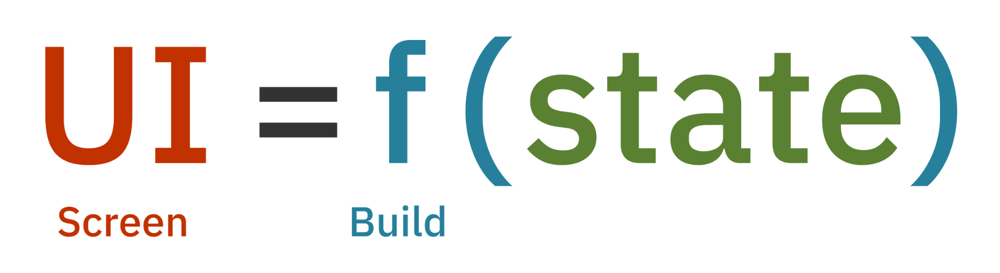 UI = f(state)
Screen Build